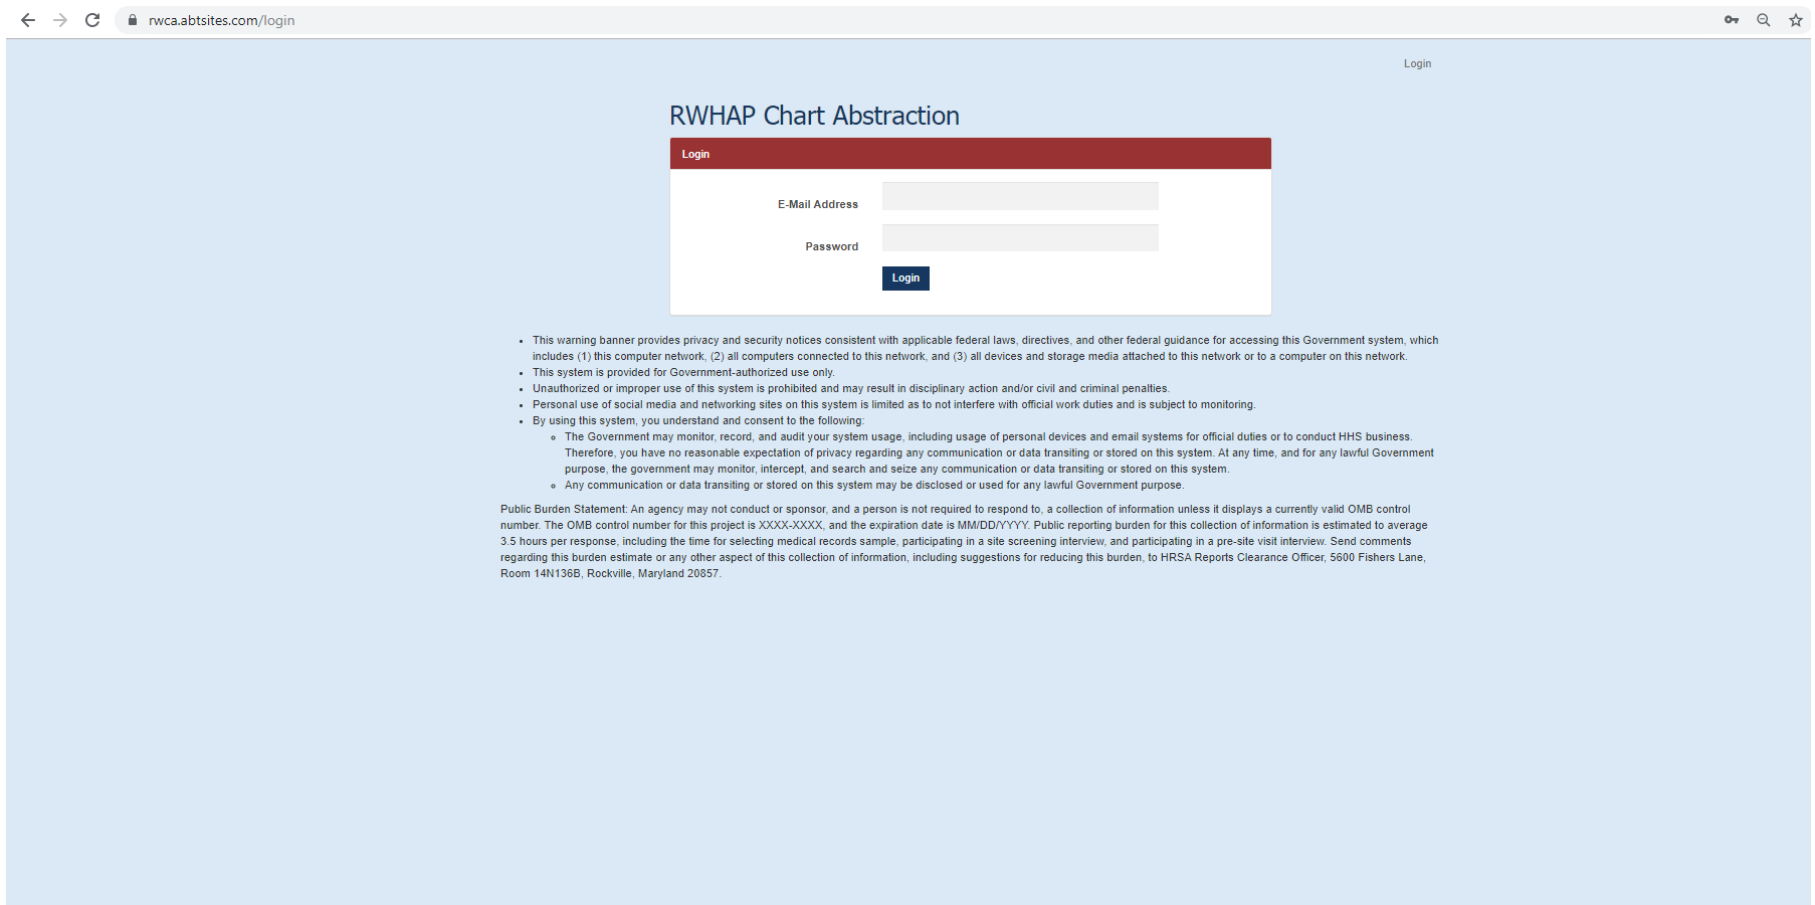 rwca.abtsites.com/login
Login
RWHAP Chart Abstraction
Login
E-Mail Address
Password
Login
This warning banner provides privacy and security notices consistent with applicable federal laws, directives, and other federal guidance for accessing this Government system, which
includes (1) this computer network, (2) all computers connected to this network, and (3) all devices and storage media attached to this network or to a computer on this network.
This system is provided for Government-authorized use only.
Unauthorized or improper use of this system is prohibited and may result in disciplinary action and/or civil and criminal penalties.
Personal use of social media and networking sites on this system is limited as to not interfere with official work duties and is subject to monitoring.
By using this system, you understand and consent to the following:
The Government may monitor, record, and audit your system usage, including usage of personal devices and email systems for official duties or to conduct HHS business.
Therefore, you have no reasonable expectation of privacy regarding any communication or data transiting or stored on this system. At any time, and for any lawful Government
purpose, the government may monitor, intercept, and search and seize any communication or data transiting or stored on this system.
Any communication or data transiting or stored on this system may be disclosed or used for any lawful Government purpose.
Public Burden Statement: An agency may not conduct or sponsor, and a person is not required to respond to, a collection of information unless it displays a currently valid OMB control
number. The OMB control number for this project is XXXX-XXXX, and the expiration date is MM/DD/YYYY. Public reporting burden for this collection of information is estimated to average
3.5 hours per response, including the time for selecting medical records sample, participating in a site screening interview, and participating in a pre-site visit interview. Send comments
regarding this burden estimate or any other aspect of this collection of information, including suggestions for reducing this burden, to HRSA Reports Clearance Officer, 5600 Fishers Lane,
Room 14N136B, Rockville, Maryland 20857.